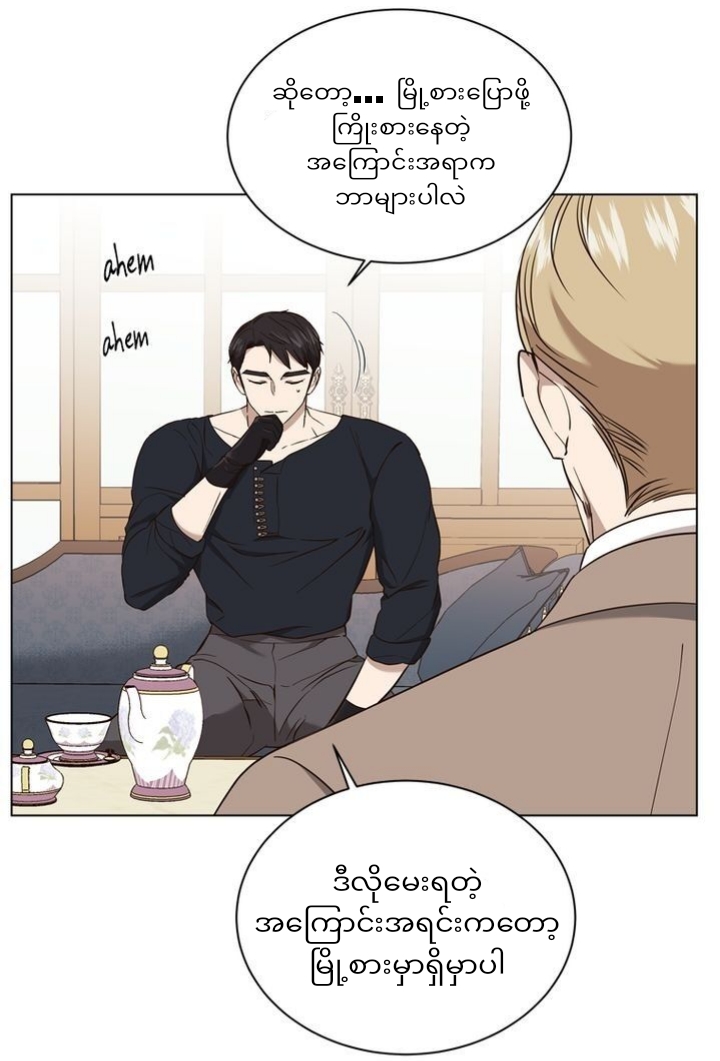 ဆိုတော့... မြို့စားပြောဖို့
ကြိုးစားနေတဲ့
အကြောင်းအရာက
ဘာများပါလဲ
ahem
ahem
ဒီလိုမေးရတဲ့
အကြောင်းအရင်းကတော့
မြို့စားမှာရှိမှာပါ